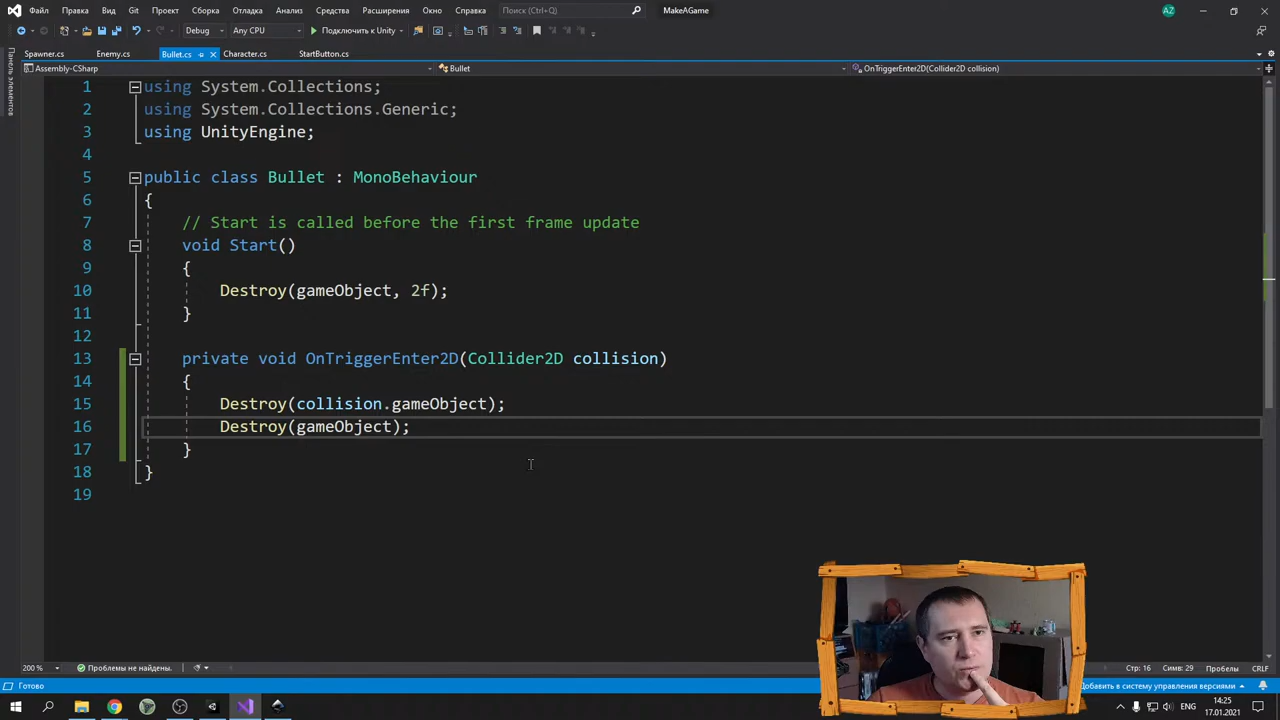 Файл Правка Вид Git Проект Сборка Отладка Анализ Средства Расширения Окно Справка Поиск (Ctrl+Q) MakeAGame AZ
Debug Any CPU Подключить к Unity
Spawner.cs Enemy.cs Bullet.cs Character.cs StartButton.cs
Панель элементов
Assembly-CSharp Bullet OnTriggerEnter2D(Collider2D collision)
1 using System.Collections;
2 using System.Collections.Generic;
3 using UnityEngine;
4
5 public class Bullet : MonoBehaviour
6 {
7 // Start is called before the first frame update
8 void Start()
9 {
10 Destroy(gameObject, 2f);
11 }
12
13 private void OnTriggerEnter2D(Collider2D collision)
14 {
15 Destroy(collision.gameObject);
16 Destroy(gameObject);
17 }
18 }
19
200 % Проблемы не найдены. Стр: 16 Симв: 29 Пробелы CRLF
Готово Добавить в систему управления версиями
ENG 14:25
17.01.2021